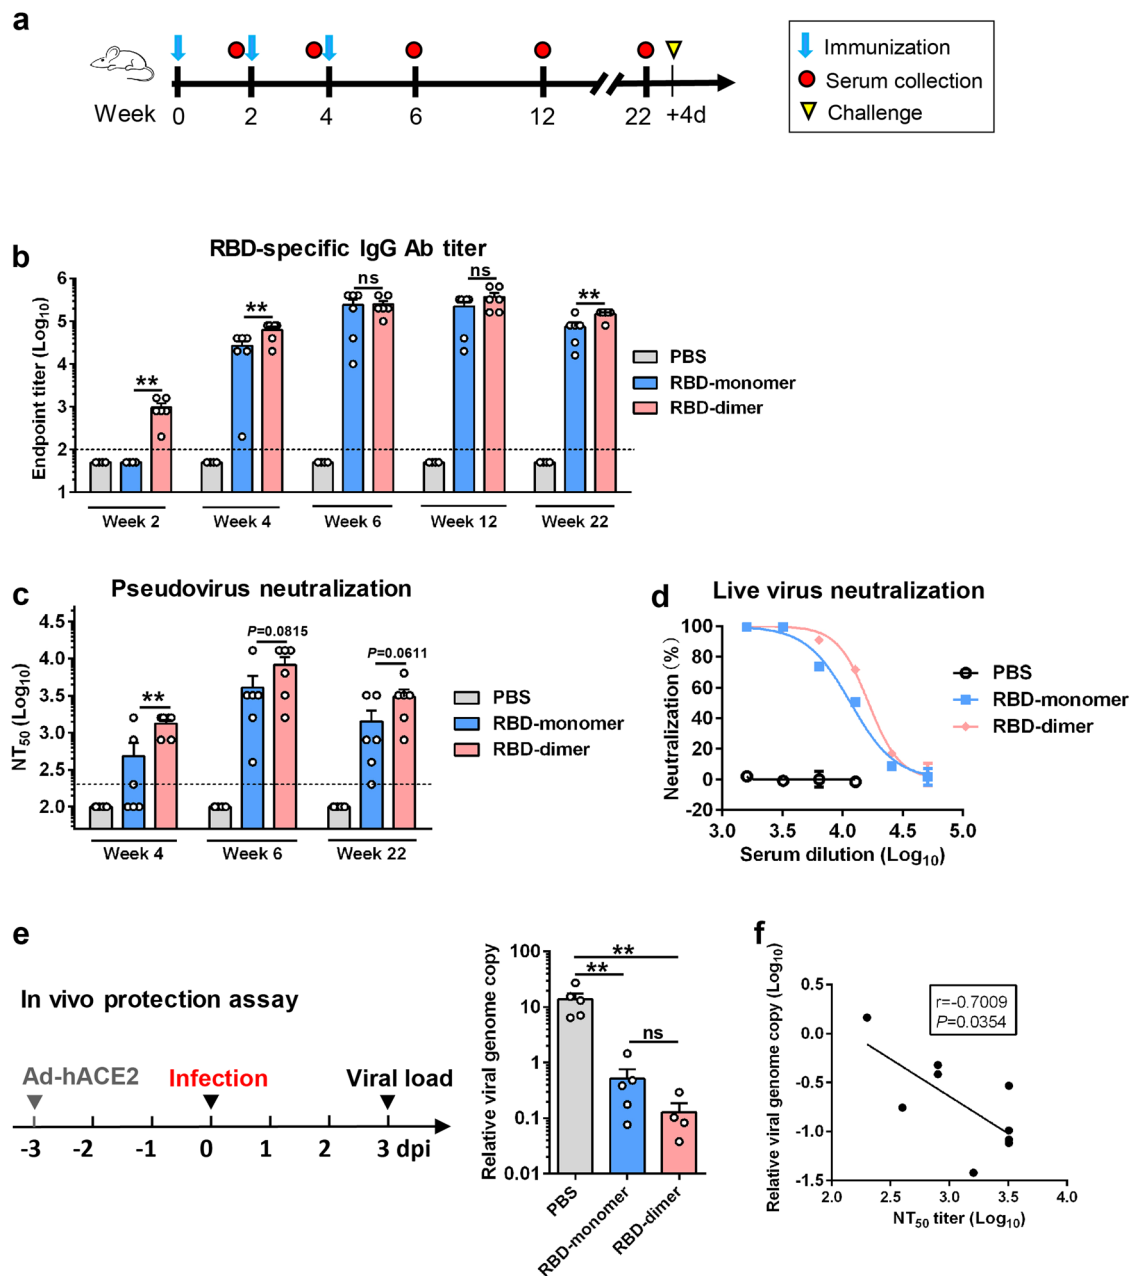 a
Immunization
Serum collection
Challenge
Week 0 2 4 6 12 22 +4d
b
RBD-specific IgG Ab titer
Endpoint titer (Log10)
6
5
4
3
2
1
** ** ns ns **
PBS
RBD-monomer
RBD-dimer
Week 2 Week 4 Week 6 Week 12 Week 22
c
Pseudovirus neutralization
NT50 (Log10)
4.5
4.0
3.5
3.0
2.5
2.0
** P=0.0815 P=0.0611
PBS
RBD-monomer
RBD-dimer
Week 4 Week 6 Week 22
d
Live virus neutralization
Neutralization (%)
100
80
60
40
20
0
-20
3.0 3.5 4.0 4.5 5.0
Serum dilution (Log10)
PBS
RBD-monomer
RBD-dimer
e
In vivo protection assay
Ad-hACE2 Infection Viral load
-3 -2 -1 0 1 2 3 dpi
Relative viral genome copy
100
10
1
0.1
0.01
**
**
ns
PBS RBD-monomer RBD-dimer
f
Relative viral genome copy (Log10)
0.5
0.0
-0.5
-1.0
-1.5
r=-0.7009
P=0.0354
2.0 2.5 3.0 3.5 4.0
NT50 titer (Log10)